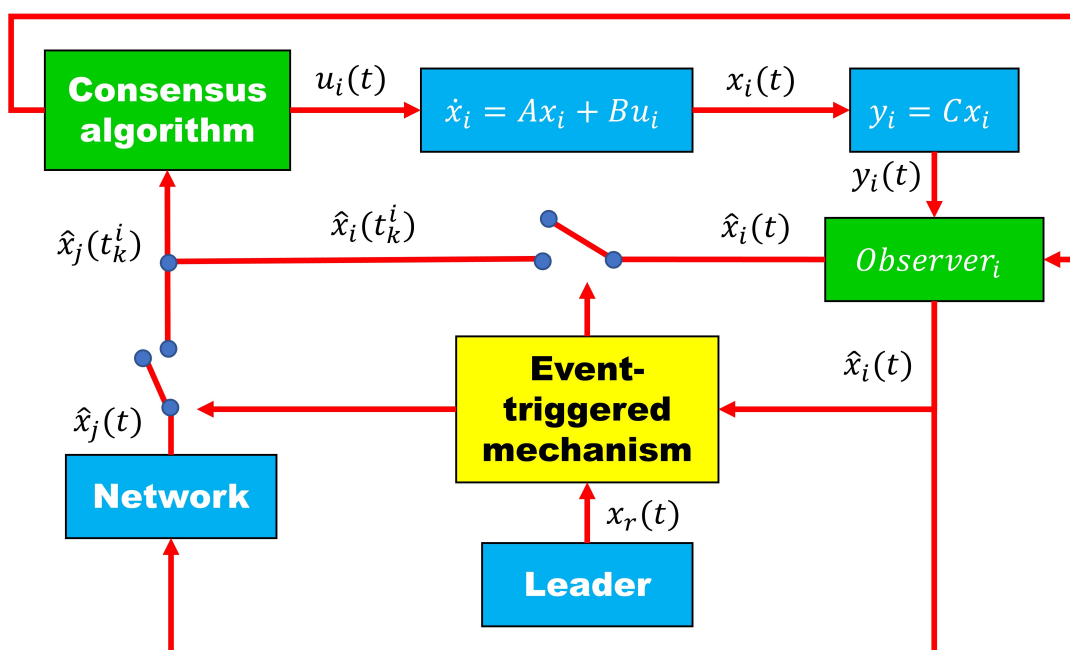 Consensus
algorithm
u_i(t)
ẋ_i = Ax_i + Bu_i
x_i(t)
y_i = Cx_i
y_i(t)
x̂_j(t_k^i)
x̂_i(t_k^i)
x̂_i(t)
Observer_i
Event-
triggered
mechanism
x̂_i(t)
x̂_j(t)
Network
x_r(t)
Leader